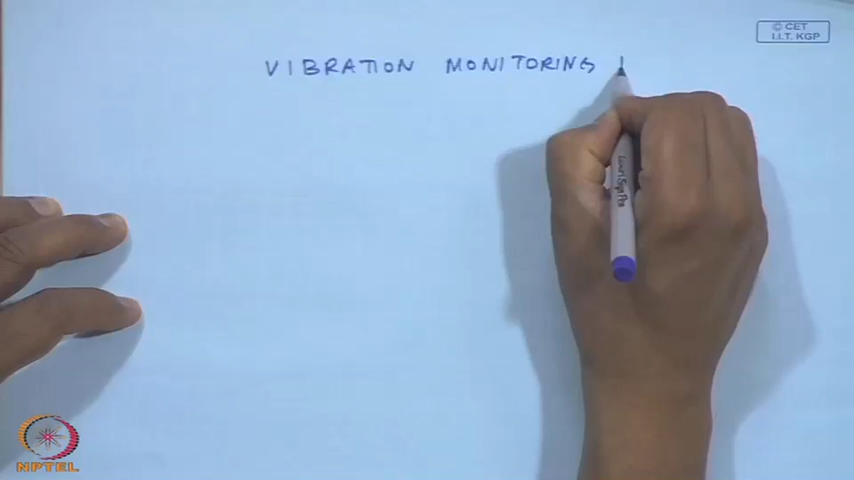 © CET
I.I.T. KGP
VIBRATION MONITORING
NPTEL